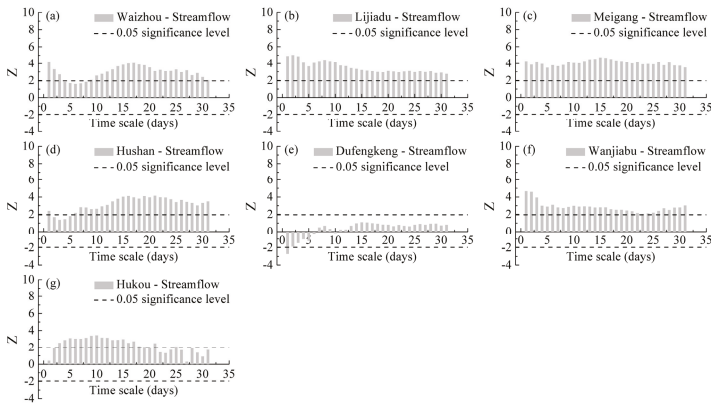 (a) Waizhou - Streamflow
0.05 significance level
Z
10
8
6
4
2
0
-2
-4
0 5 10 15 20 25 30 35
Time scale (days)
(b) Lijiadu - Streamflow
0.05 significance level
Z
10
8
6
4
2
0
-2
-4
0 5 10 15 20 25 30 35
Time scale (days)
(c) Meigang - Streamflow
0.05 significance level
Z
10
8
6
4
2
0
-2
-4
0 5 10 15 20 25 30 35
Time scale (days)
(d) Hushan - Streamflow
0.05 significance level
Z
10
8
6
4
2
0
-2
-4
0 5 10 15 20 25 30 35
Time scale (days)
(e) Dufengkeng - Streamflow
0.05 significance level
Z
10
8
6
4
2
0
-2
-4
0 5 10 15 20 25 30 35
Time scale (days)
(f) Wanjiabu - Streamflow
0.05 significance level
Z
10
8
6
4
2
0
-2
-4
0 5 10 15 20 25 30 35
Time scale (days)
(g) Hukou - Streamflow
0.05 significance level
Z
10
8
6
4
2
0
-2
-4
0 5 10 15 20 25 30 35
Time scale (days)